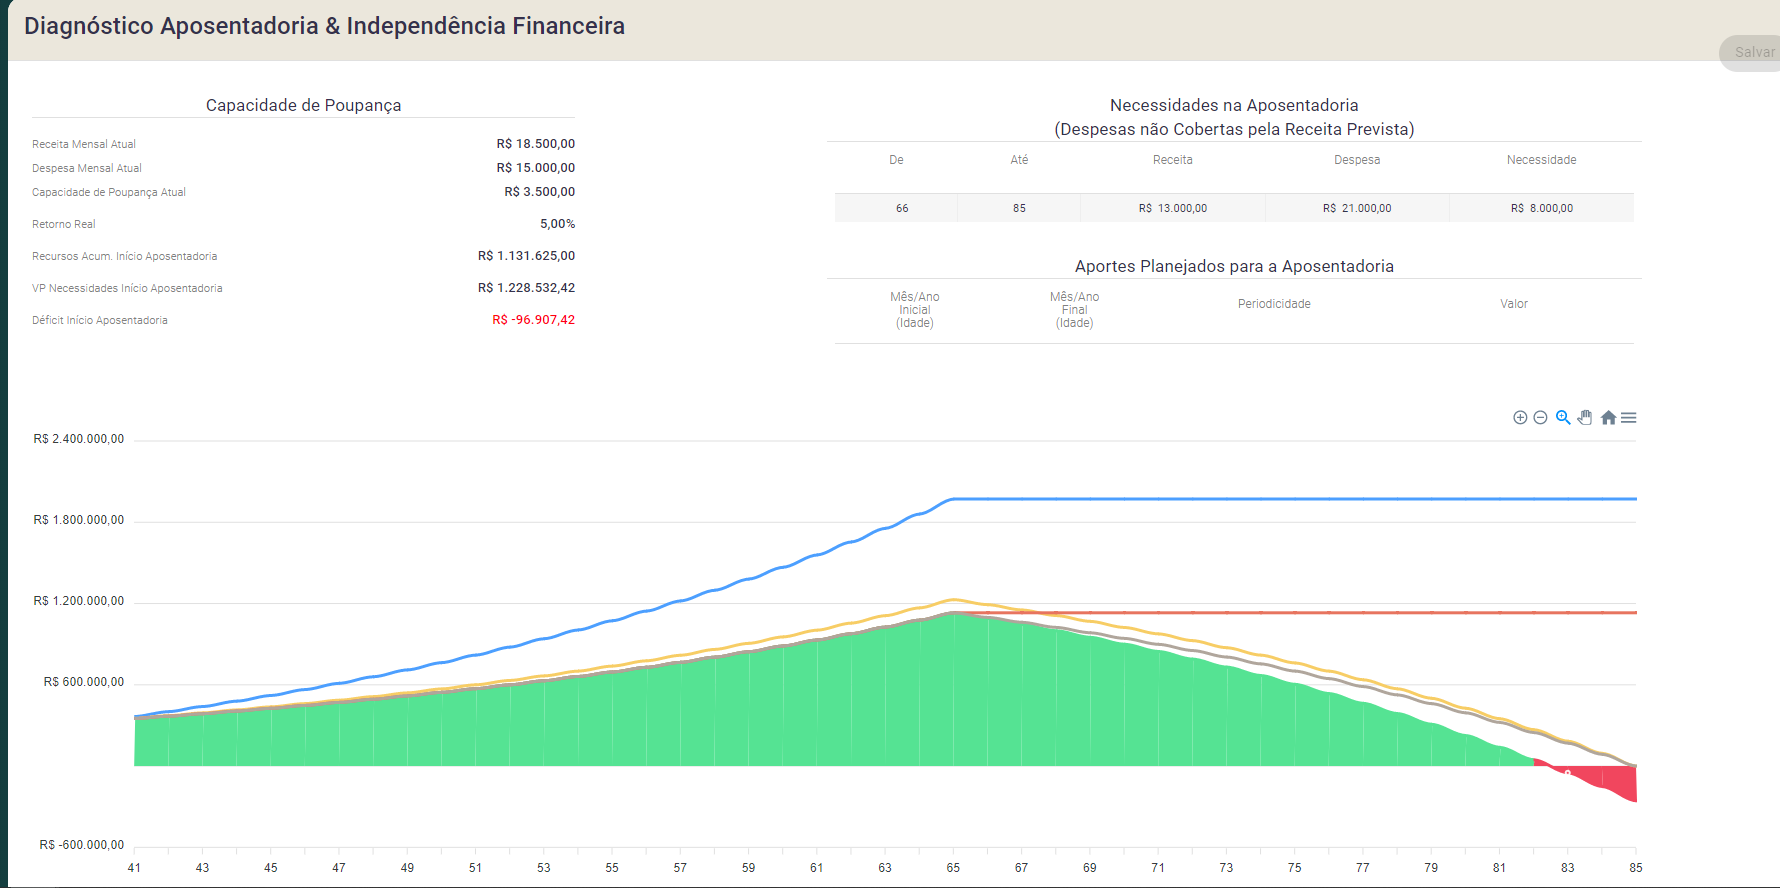 Diagnóstico Aposentadoria & Independência Financeira
Salvar
Capacidade de Poupança
Receita Mensal Atual R$ 18.500,00
Despesa Mensal Atual R$ 15.000,00
Capacidade de Poupança Atual R$ 3.500,00
Retorno Real 5,00%
Recursos Acum. Início Aposentadoria R$ 1.131.625,00
VP Necessidades Início Aposentadoria R$ 1.228.532,42
Déficit Início Aposentadoria R$ -96.907,42
Necessidades na Aposentadoria
(Despesas não Cobertas pela Receita Prevista)
De Até Receita Despesa Necessidade
66 85 R$ 13.000,00 R$ 21.000,00 R$ 8.000,00
Aportes Planejados para a Aposentadoria
Mês/Ano Inicial (Idade) Mês/Ano Final (Idade) Periodicidade Valor
R$ 2.400.000,00
R$ 1.800.000,00
R$ 1.200.000,00
R$ 600.000,00
R$ -600.000,00
41 43 45 47 49 51 53 55 57 59 61 63 65 67 69 71 73 75 77 79 81 83 85